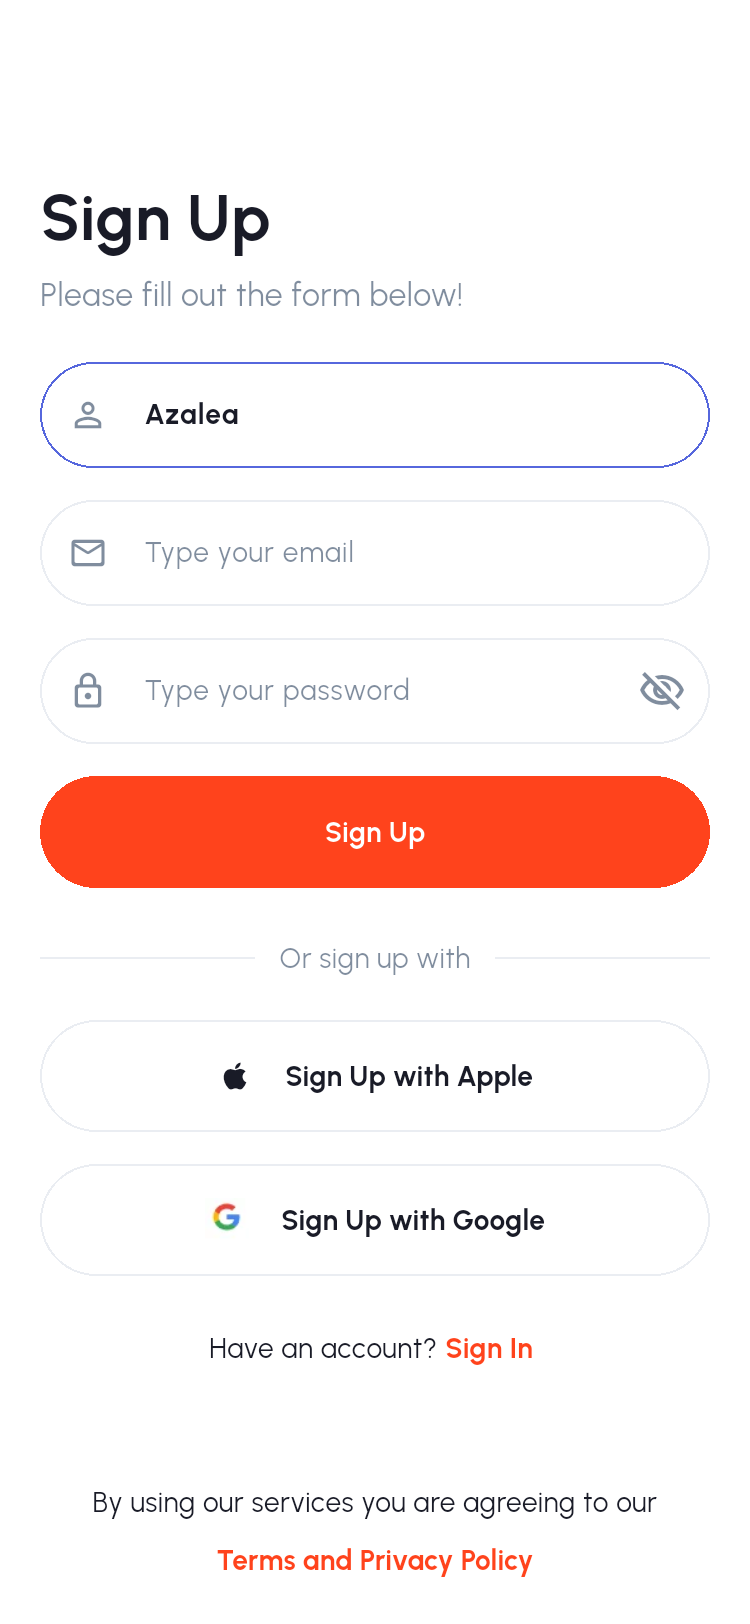 Sign Up
Please fill out the form below!
Azalea
Type your email
Type your password
Sign Up
Or sign up with
Sign Up with Apple
Sign Up with Google
Have an account? Sign In
By using our services you are agreeing to our
Terms and Privacy Policy